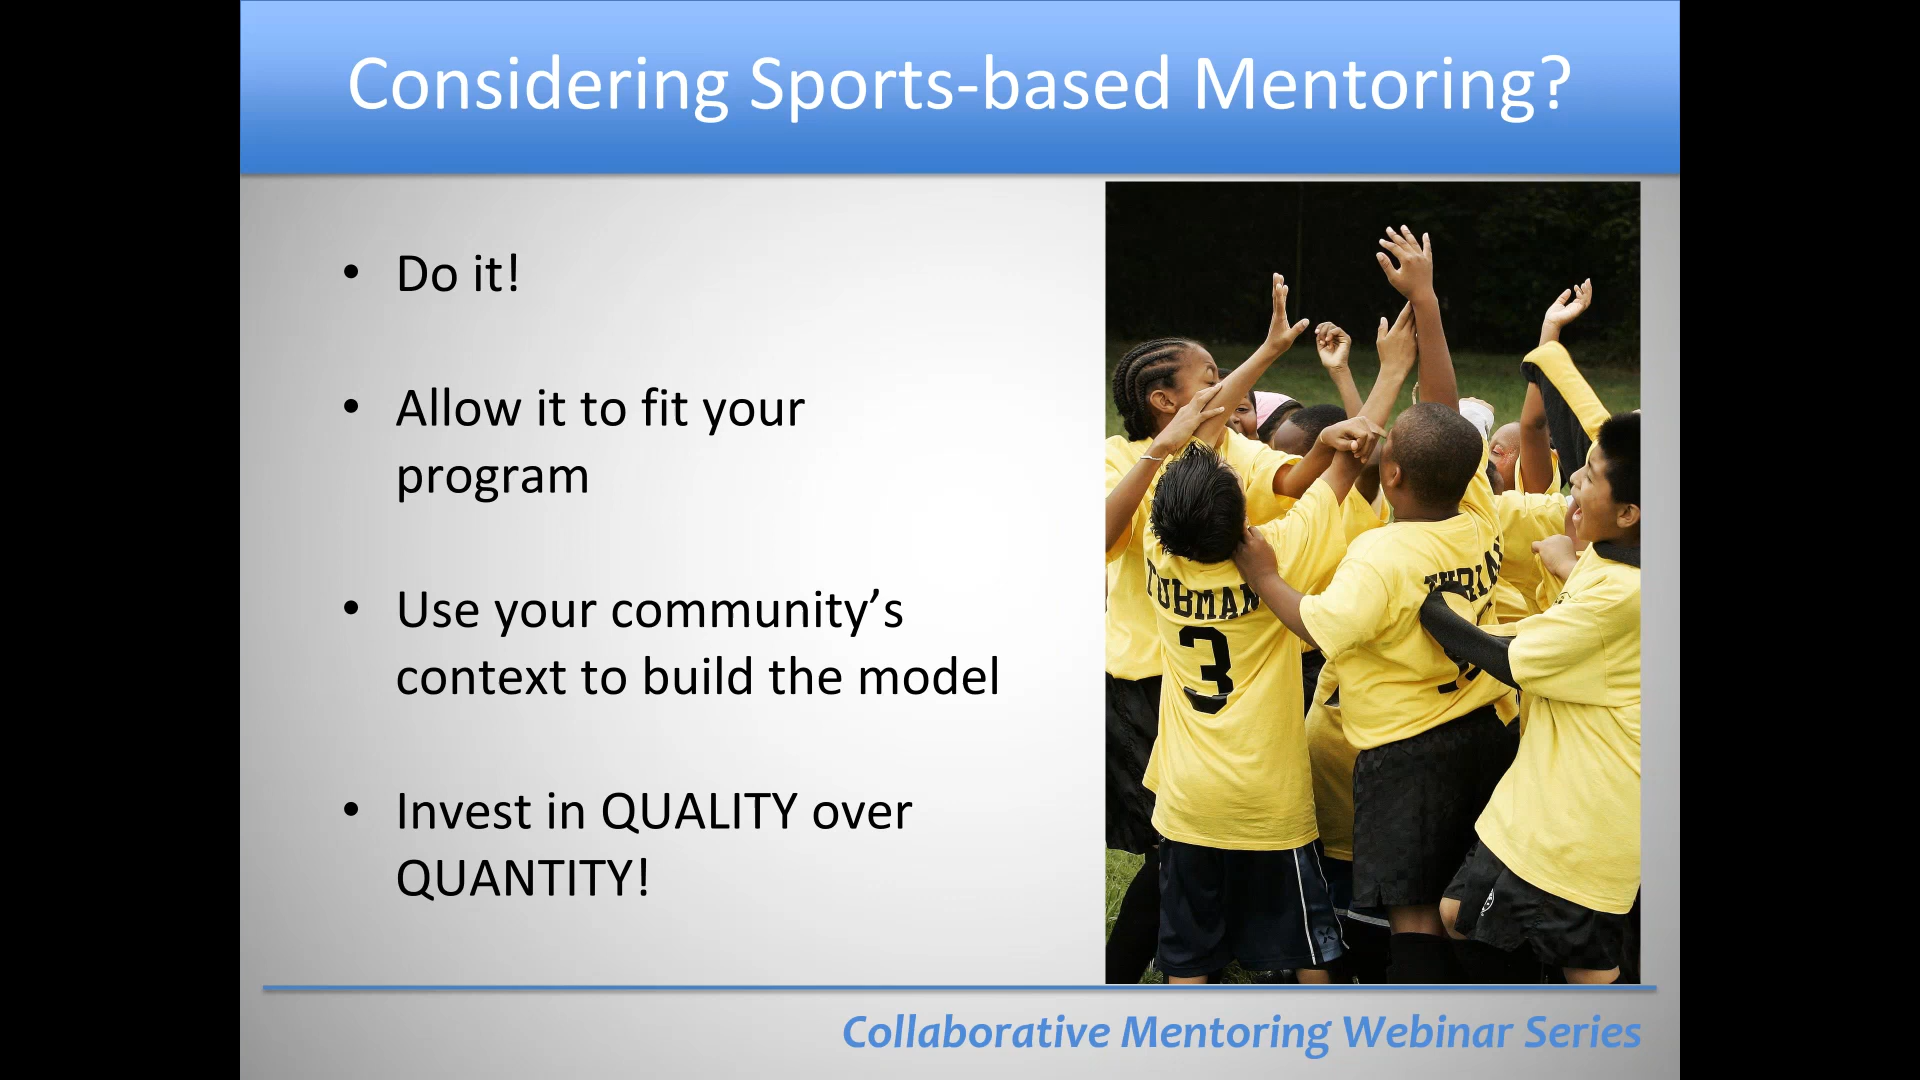 Considering Sports-based Mentoring?
• Do it!
• Allow it to fit your
program
• Use your community’s
context to build the model
• Invest in QUALITY over
QUANTITY!
TUBMAN
3
Collaborative Mentoring Webinar Series